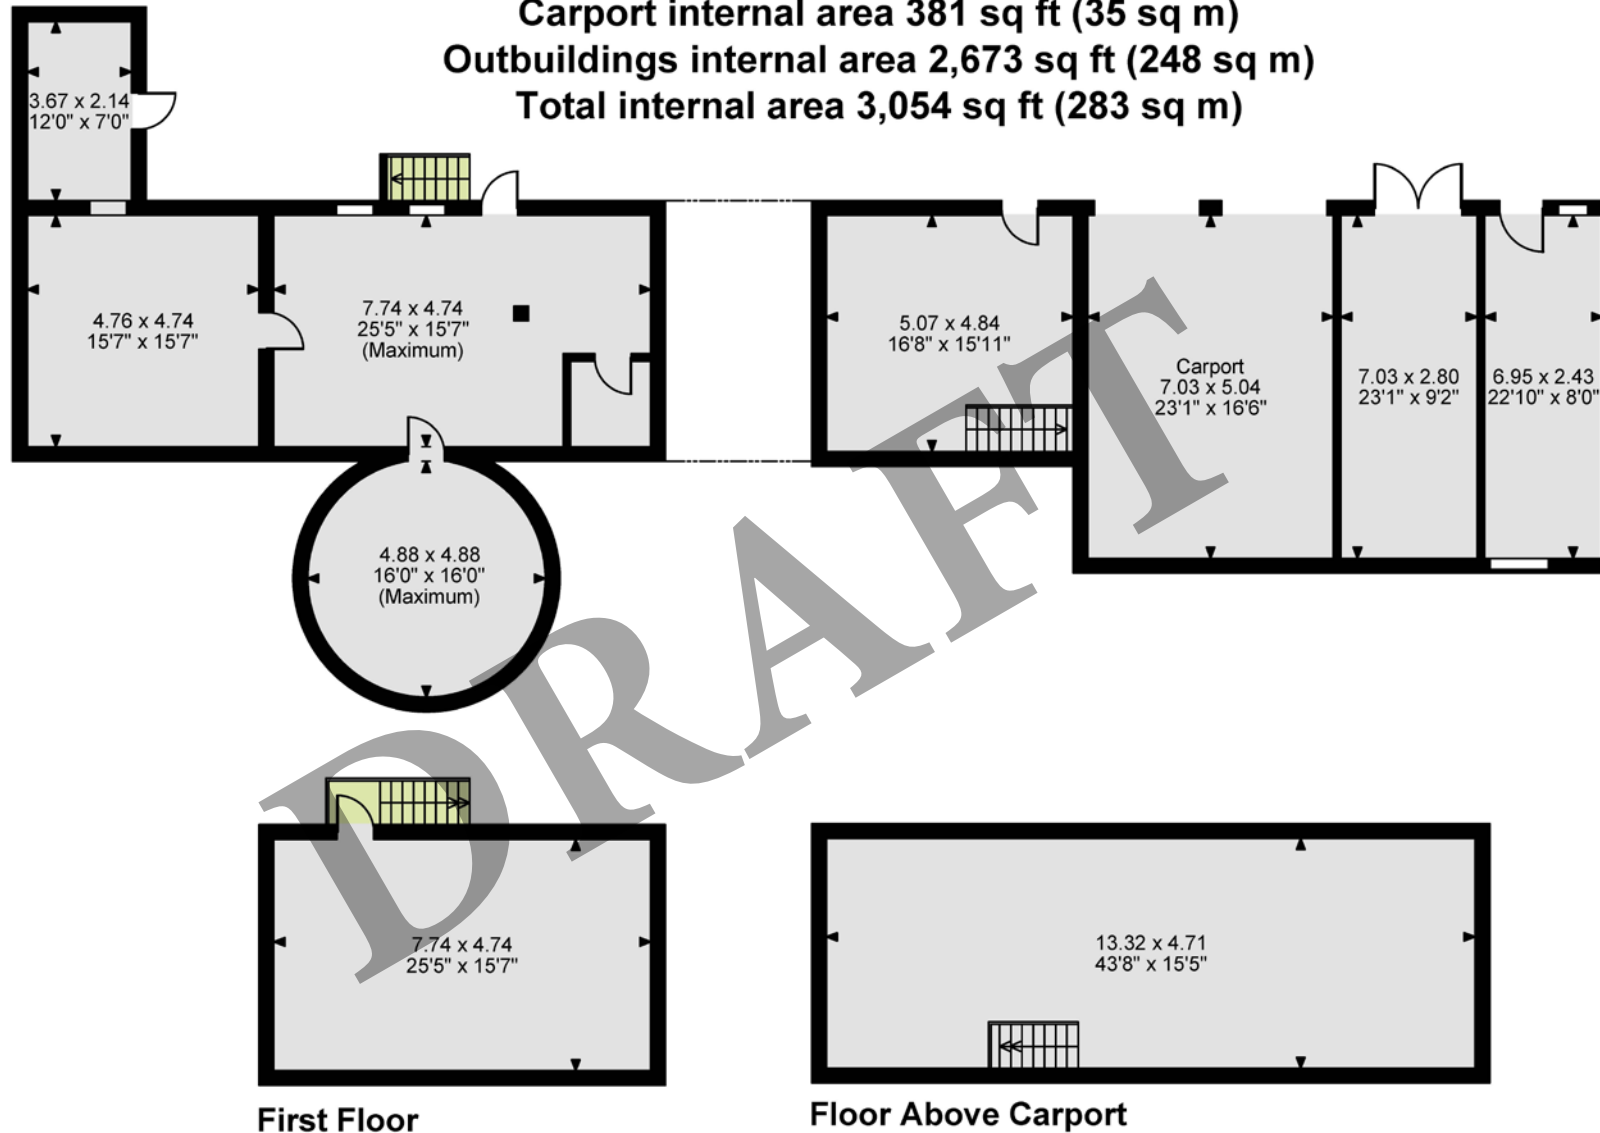 Carport internal area 381 sq ft (35 sq m)
Outbuildings internal area 2,673 sq ft (248 sq m)
Total internal area 3,054 sq ft (283 sq m)
3.67 x 2.14
12'0" x 7'0"
4.76 x 4.74
15'7" x 15'7"
7.74 x 4.74
25'5" x 15'7"
(Maximum)
5.07 x 4.84
16'8" x 15'11"
Carport
7.03 x 5.04
23'1" x 16'6"
7.03 x 2.80
23'1" x 9'2"
6.95 x 2.43
22'10" x 8'0"
4.88 x 4.88
16'0" x 16'0"
(Maximum)
DRAFT
7.74 x 4.74
25'5" x 15'7"
First Floor
13.32 x 4.71
43'8" x 15'5"
Floor Above Carport